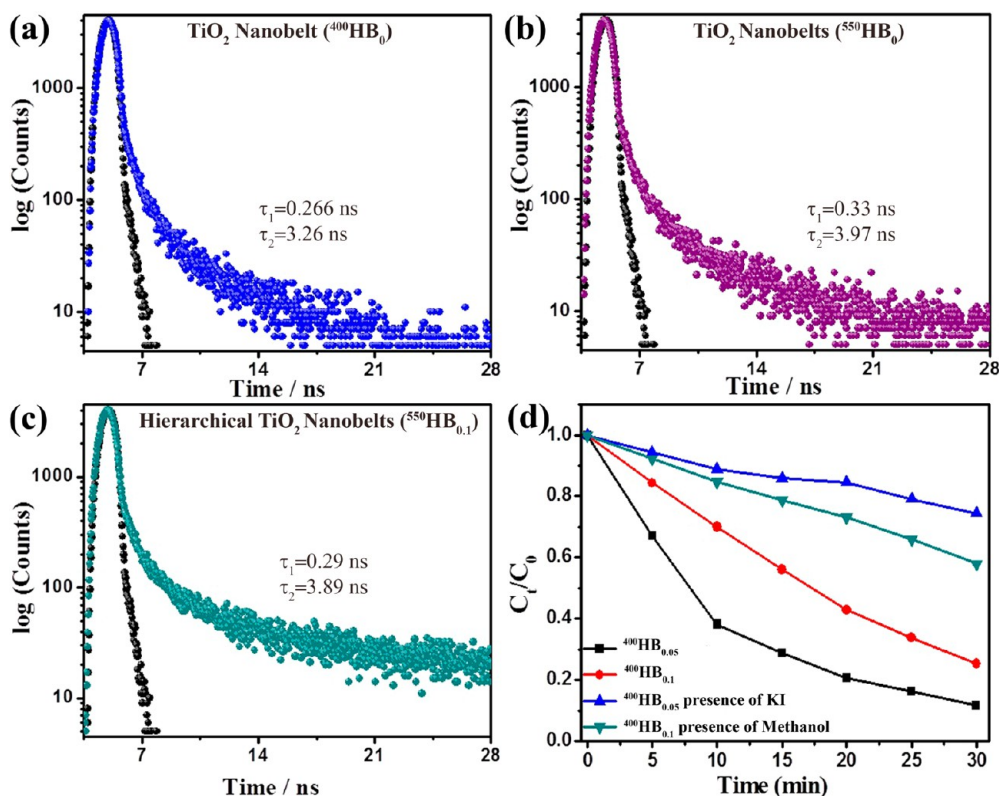 (a)
TiO₂ Nanobelt (⁴⁰⁰HB₀)
log (Counts)
1000
100
10
τ₁=0.266 ns
τ₂=3.26 ns
7 14 21 28
Time / ns
(b)
TiO₂ Nanobelts (⁵⁵⁰HB₀)
log (Counts)
1000
100
10
τ₁=0.33 ns
τ₂=3.97 ns
7 14 21 28
Time / ns
(c)
Hierarchical TiO₂ Nanobelts (⁵⁵⁰HB₀.₁)
log (Counts)
1000
100
10
τ₁=0.29 ns
τ₂=3.89 ns
7 14 21 28
Time / ns
(d)
C_t/C₀
1.0
0.8
0.6
0.4
0.2
0.0
⁴⁰⁰HB₀.₀₅
⁴⁰⁰HB₀.₁
⁴⁰⁰HB₀.₀₅ presence of KI
⁴⁰⁰HB₀.₁ presence of Methanol
0 5 10 15 20 25 30
Time (min)